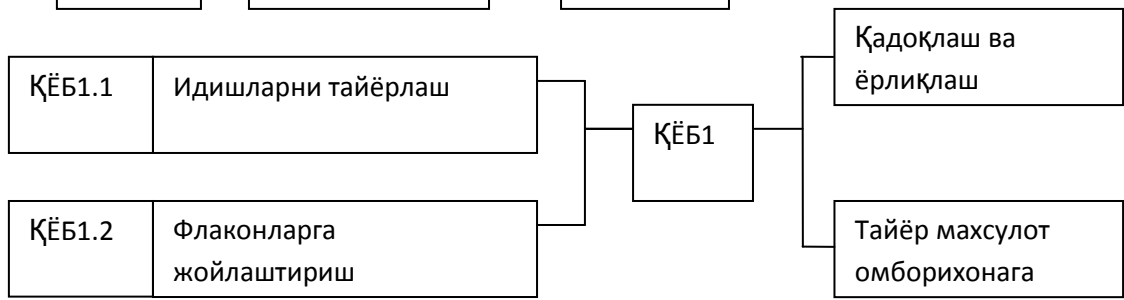 ҚЁБ1.1
Идишларни тайёрлаш
ҚЁБ1.2
Флаконларга
жойлаштириш
ҚЁБ1
Қадоқлаш ва
ёрлиқлаш
Тайёр махсулот
омборихонага